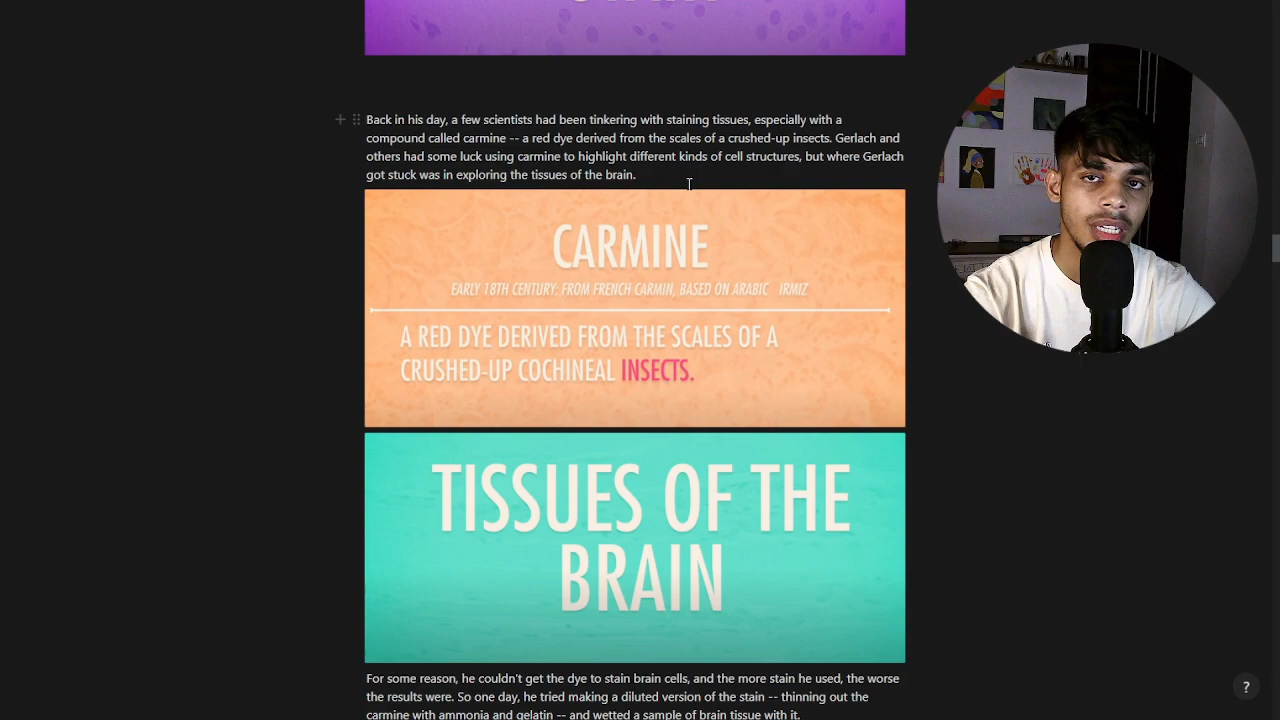 Back in his day, a few scientists had been tinkering with staining tissues, especially with a
compound called carmine -- a red dye derived from the scales of a crushed-up insects. Gerlach and
others had some luck using carmine to highlight different kinds of cell structures, but where Gerlach
got stuck was in exploring the tissues of the brain.
CARMINE
EARLY 18TH CENTURY: FROM FRENCH CARMIN, BASED ON ARABIC IRMIZ
A RED DYE DERIVED FROM THE SCALES OF A
CRUSHED-UP COCHINEAL INSECTS.
TISSUES OF THE
BRAIN
For some reason, he couldn't get the dye to stain brain cells, and the more stain he used, the worse
the results were. So one day, he tried making a diluted version of the stain -- thinning out the
carmine with ammonia and gelatin -- and wetted a sample of brain tissue with it.
?